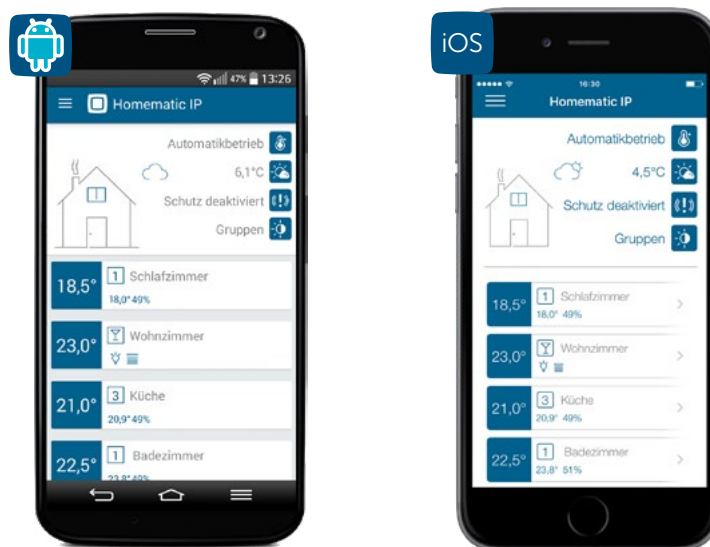 47% 13:26
Homematic IP
Automatikbetrieb
6,1°C
Schutz deaktiviert
Gruppen
18,5° 1 Schlafzimmer
18,0° 49%
23,0° Wohnzimmer
21,0° 3 Küche
20,9° 49%
22,5° 1 Badezimmer
23,8° 49%
iOS
16:30
Homematic IP
Automatikbetrieb
4,5°C
Schutz deaktiviert
Gruppen
18,5° 1 Schlafzimmer
18,0° 49%
23,0° Wohnzimmer
21,0° 3 Küche
20,9° 49%
22,5° 1 Badezimmer
23,8° 51%